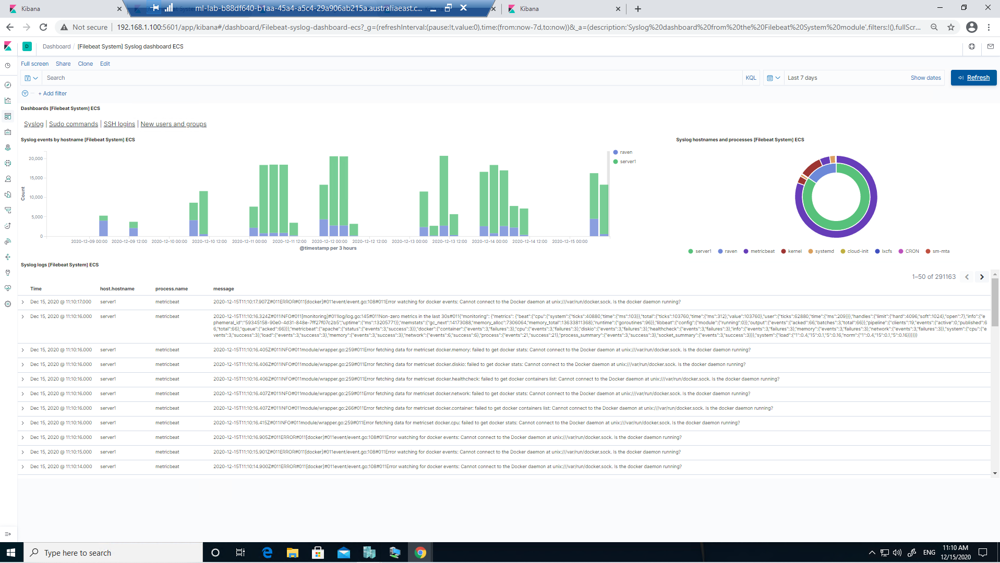 Kibana
ml-lab-b88df640-b1aa-45a4-a5c4-29a906ab215a.australiaeast.c...
Kibana
Not secure
192.168.1.100:5601/app/kibana#/dashboard/Filebeat-syslog-dashboard-ecs?_g=(refreshInterval:(pause:!t,value:0),time:(from:now-7d,to:now))&_a=(description:'Syslog%20dashboard%20from%20the%20Filebeat%20System%20module',filters:!(),fullScr...
D
Dashboard / [Filebeat System] Syslog dashboard ECS
Full screen Share Clone Edit
Search
KQL
Last 7 days
Show dates
Refresh
+ Add filter
Dashboards [Filebeat System] ECS
Syslog | Sudo commands | SSH logins | New users and groups
Syslog events by hostname [Filebeat System] ECS
20,000
15,000
10,000
5,000
0
Count
2020-12-09 00:00 2020-12-09 12:00 2020-12-10 00:00 2020-12-10 12:00 2020-12-11 00:00 2020-12-11 12:00 2020-12-12 00:00 2020-12-12 12:00 2020-12-13 00:00 2020-12-13 12:00 2020-12-14 00:00 2020-12-14 12:00 2020-12-15 00:00
@timestamp per 3 hours
raven
server1
Syslog hostnames and processes [Filebeat System] ECS
server1 raven metricbeat kernel systemd cloud-init lxcfs CRON sm-mta
Syslog logs [Filebeat System] ECS
1–50 of 291163
Time host.hostname process.name message
Dec 15, 2020 @ 11:10:17.000 server1 metricbeat 2020-12-15T11:10:17.907Z#011ERROR#011[docker]#011event/event.go:108#011Error watching for docker events: Cannot connect to the Docker daemon at unix:///var/run/docker.sock. Is the docker daemon running?
Dec 15, 2020 @ 11:10:16.000 server1 metricbeat 2020-12-15T11:10:16.324Z#011INFO#011[monitoring]#011log/log.go:145#011Non-zero metrics in the last 30s#011{"monitoring": {"metrics": {"beat":{"cpu":{"system":{"ticks":40880,"time":{"ms":103}},"total":{"ticks":103760,"time":{"ms":312},"value":103760},"user":{"ticks":62880,"time":{"ms":209}}},"handles":{"limit":{"hard":4096,"soft":1024},"open":7},"info":{"e
phemeral_id":"59345158-90e0-4d31-848e-7ff27f07c2b5","uptime":{"ms":13205771}},"memstats":{"gc_next":14173088,"memory_alloc":7306064,"memory_total":13633811368},"runtime":{"goroutines":96}},"libbeat":{"config":{"module":{"running":0}},"output":{"events":{"acked":66,"batches":3,"total":66}},"pipeline":{"clients":19,"events":{"active":0,"published":6
6,"total":66},"queue":{"acked":66}}},"metricbeat":{"apache":{"status":{"events":3,"success":3}},"docker":{"container":{"events":3,"failures":3},"cpu":{"events":3,"failures":3},"diskio":{"events":3,"failures":3},"healthcheck":{"events":3,"failures":3},"info":{"events":3,"failures":3},"memory":{"events":3,"failures":3},"network":{"events":3,"failures":3}},"system":{"cpu":{"e
vents":3,"success":3},"load":{"events":3,"success":3},"memory":{"events":3,"success":3},"network":{"events":6,"success":6},"process":{"events":21,"success":21},"process_summary":{"events":3,"success":3},"socket_summary":{"events":3,"success":3}}},"system":{"load":{"1":0.4,"15":0.1,"5":0.16,"norm":{"1":0.4,"15":0.1,"5":0.16}}}}}}
Dec 15, 2020 @ 11:10:16.000 server1 metricbeat 2020-12-15T11:10:16.405Z#011INFO#011module/wrapper.go:259#011Error fetching data for metricset docker.memory: failed to get docker stats: Cannot connect to the Docker daemon at unix:///var/run/docker.sock. Is the docker daemon running?
Dec 15, 2020 @ 11:10:16.000 server1 metricbeat 2020-12-15T11:10:16.406Z#011INFO#011module/wrapper.go:259#011Error fetching data for metricset docker.diskio: failed to get docker stats: Cannot connect to the Docker daemon at unix:///var/run/docker.sock. Is the docker daemon running?
Dec 15, 2020 @ 11:10:16.000 server1 metricbeat 2020-12-15T11:10:16.406Z#011INFO#011module/wrapper.go:259#011Error fetching data for metricset docker.healthcheck: failed to get docker containers list: Cannot connect to the Docker daemon at unix:///var/run/docker.sock. Is the docker daemon running?
Dec 15, 2020 @ 11:10:16.000 server1 metricbeat 2020-12-15T11:10:16.407Z#011INFO#011module/wrapper.go:259#011Error fetching data for metricset docker.network: failed to get docker stats: Cannot connect to the Docker daemon at unix:///var/run/docker.sock. Is the docker daemon running?
Dec 15, 2020 @ 11:10:16.000 server1 metricbeat 2020-12-15T11:10:16.407Z#011INFO#011module/wrapper.go:266#011Error fetching data for metricset docker.container: failed to get docker containers list: Cannot connect to the Docker daemon at unix:///var/run/docker.sock. Is the docker daemon running?
Dec 15, 2020 @ 11:10:16.000 server1 metricbeat 2020-12-15T11:10:16.415Z#011INFO#011module/wrapper.go:259#011Error fetching data for metricset docker.cpu: failed to get docker stats: Cannot connect to the Docker daemon at unix:///var/run/docker.sock. Is the docker daemon running?
Dec 15, 2020 @ 11:10:16.000 server1 metricbeat 2020-12-15T11:10:16.905Z#011ERROR#011[docker]#011event/event.go:108#011Error watching for docker events: Cannot connect to the Docker daemon at unix:///var/run/docker.sock. Is the docker daemon running?
Dec 15, 2020 @ 11:10:15.000 server1 metricbeat 2020-12-15T11:10:15.901Z#011ERROR#011[docker]#011event/event.go:108#011Error watching for docker events: Cannot connect to the Docker daemon at unix:///var/run/docker.sock. Is the docker daemon running?
Dec 15, 2020 @ 11:10:14.000 server1 metricbeat 2020-12-15T11:10:14.900Z#011ERROR#011[docker]#011event/event.go:108#011Error watching for docker events: Cannot connect to the Docker daemon at unix:///var/run/docker.sock. Is the docker daemon running?
Type here to search
ENG
11:10 AM
12/15/2020